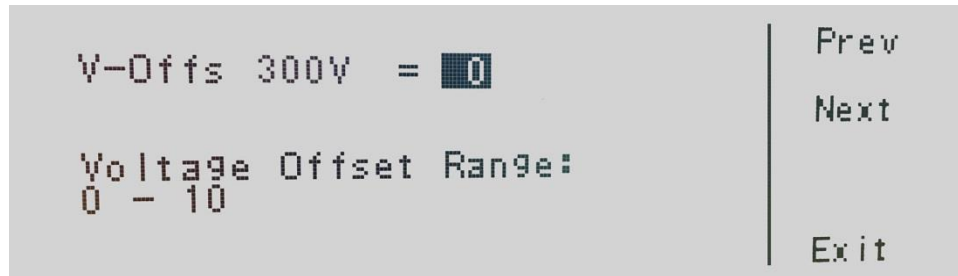 V-Offs 300V = 0
Voltage Offset Range:
0 - 10
Prev
Next
Exit